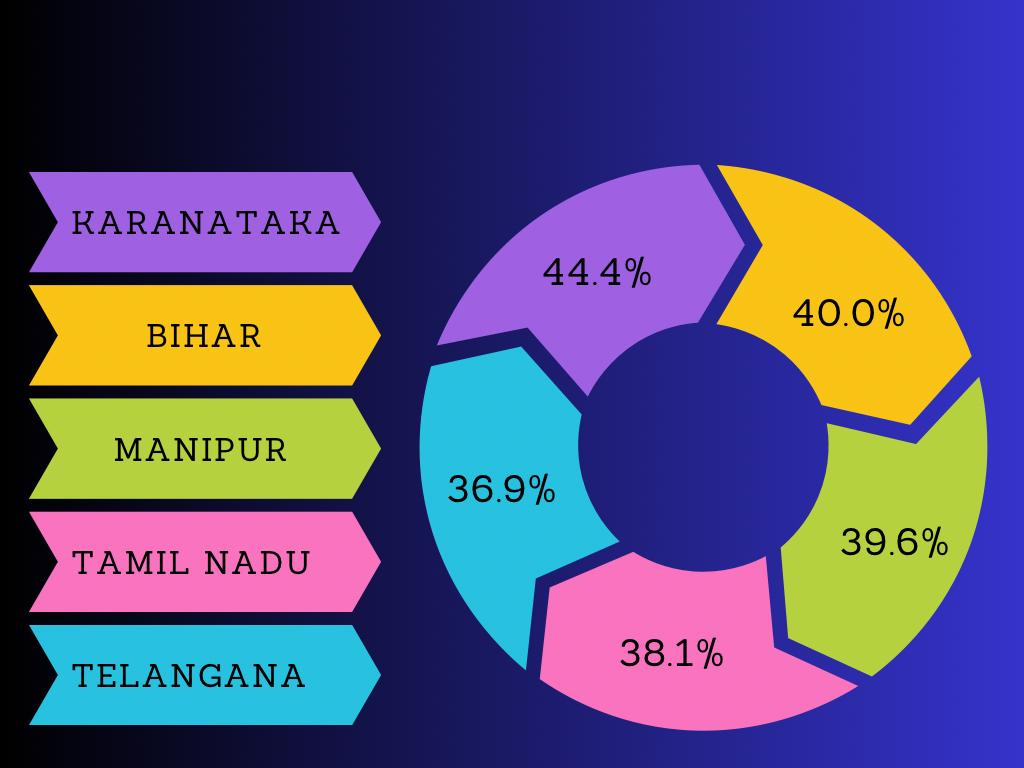 KARANATAKA
BIHAR
MANIPUR
TAMIL NADU
TELANGANA
44.4%
40.0%
39.6%
38.1%
36.9%